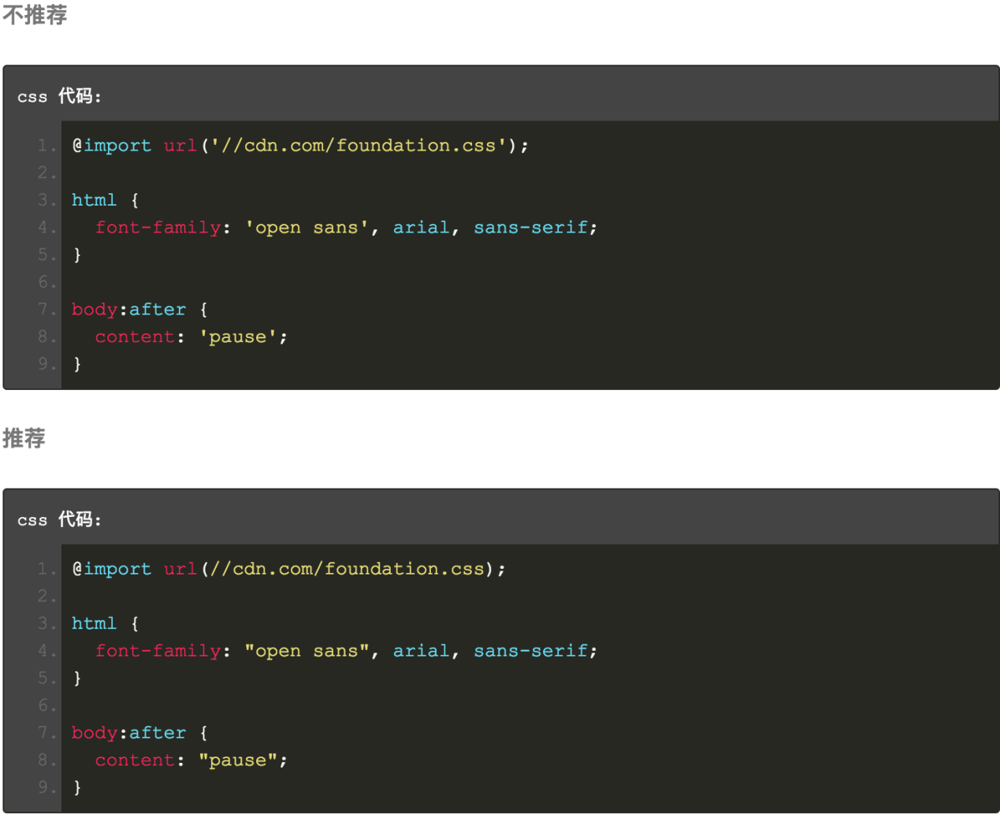 不推荐
css 代码:
1. @import url('//cdn.com/foundation.css');
2.
3. html {
4.   font-family: 'open sans', arial, sans-serif;
5. }
6.
7. body:after {
8.   content: 'pause';
9. }
推荐
css 代码:
1. @import url(//cdn.com/foundation.css);
2.
3. html {
4.   font-family: "open sans", arial, sans-serif;
5. }
6.
7. body:after {
8.   content: "pause";
9. }